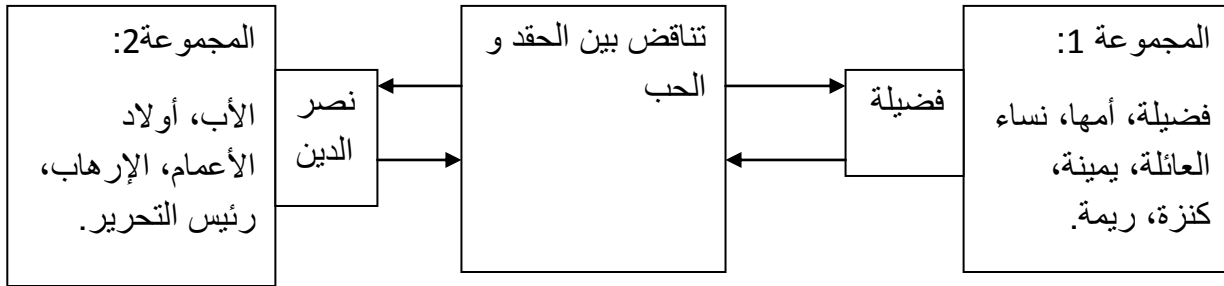 المجموعة 1:
فضيلة، أمها، نساء
العائلة، يمينة،
كنزة، ريمة.
فضيلة
تناقض بين الحقد و
الحب
نصر
الدين
المجموعة2:
الأب، أولاد
الأعمام، الإرهاب،
رئيس التحرير.